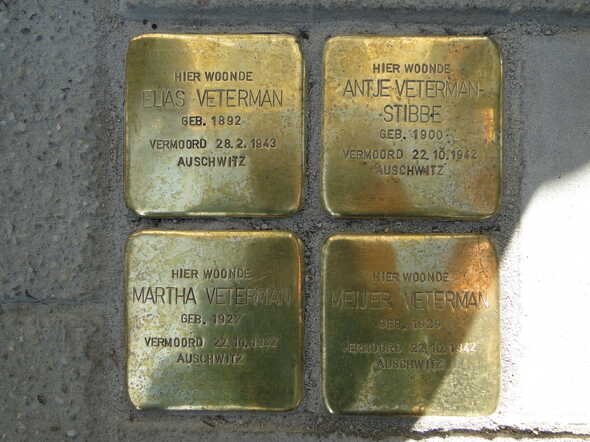 HIER WOONDE
ELIAS VETERMAN
GEB. 1892
VERMOORD 28.2.1943
AUSCHWITZ
HIER WOONDE
ANTJE VETERMAN-
STIBBE
GEB. 1900
VERMOORD 22.10.1942
AUSCHWITZ
HIER WOONDE
MARTHA VETERMAN
GEB. 1927
VERMOORD 22.10.1942
AUSCHWITZ
HIER WOONDE
MEIJER VETERMAN
GEB. 1929
VERMOORD 22.10.1942
AUSCHWITZ